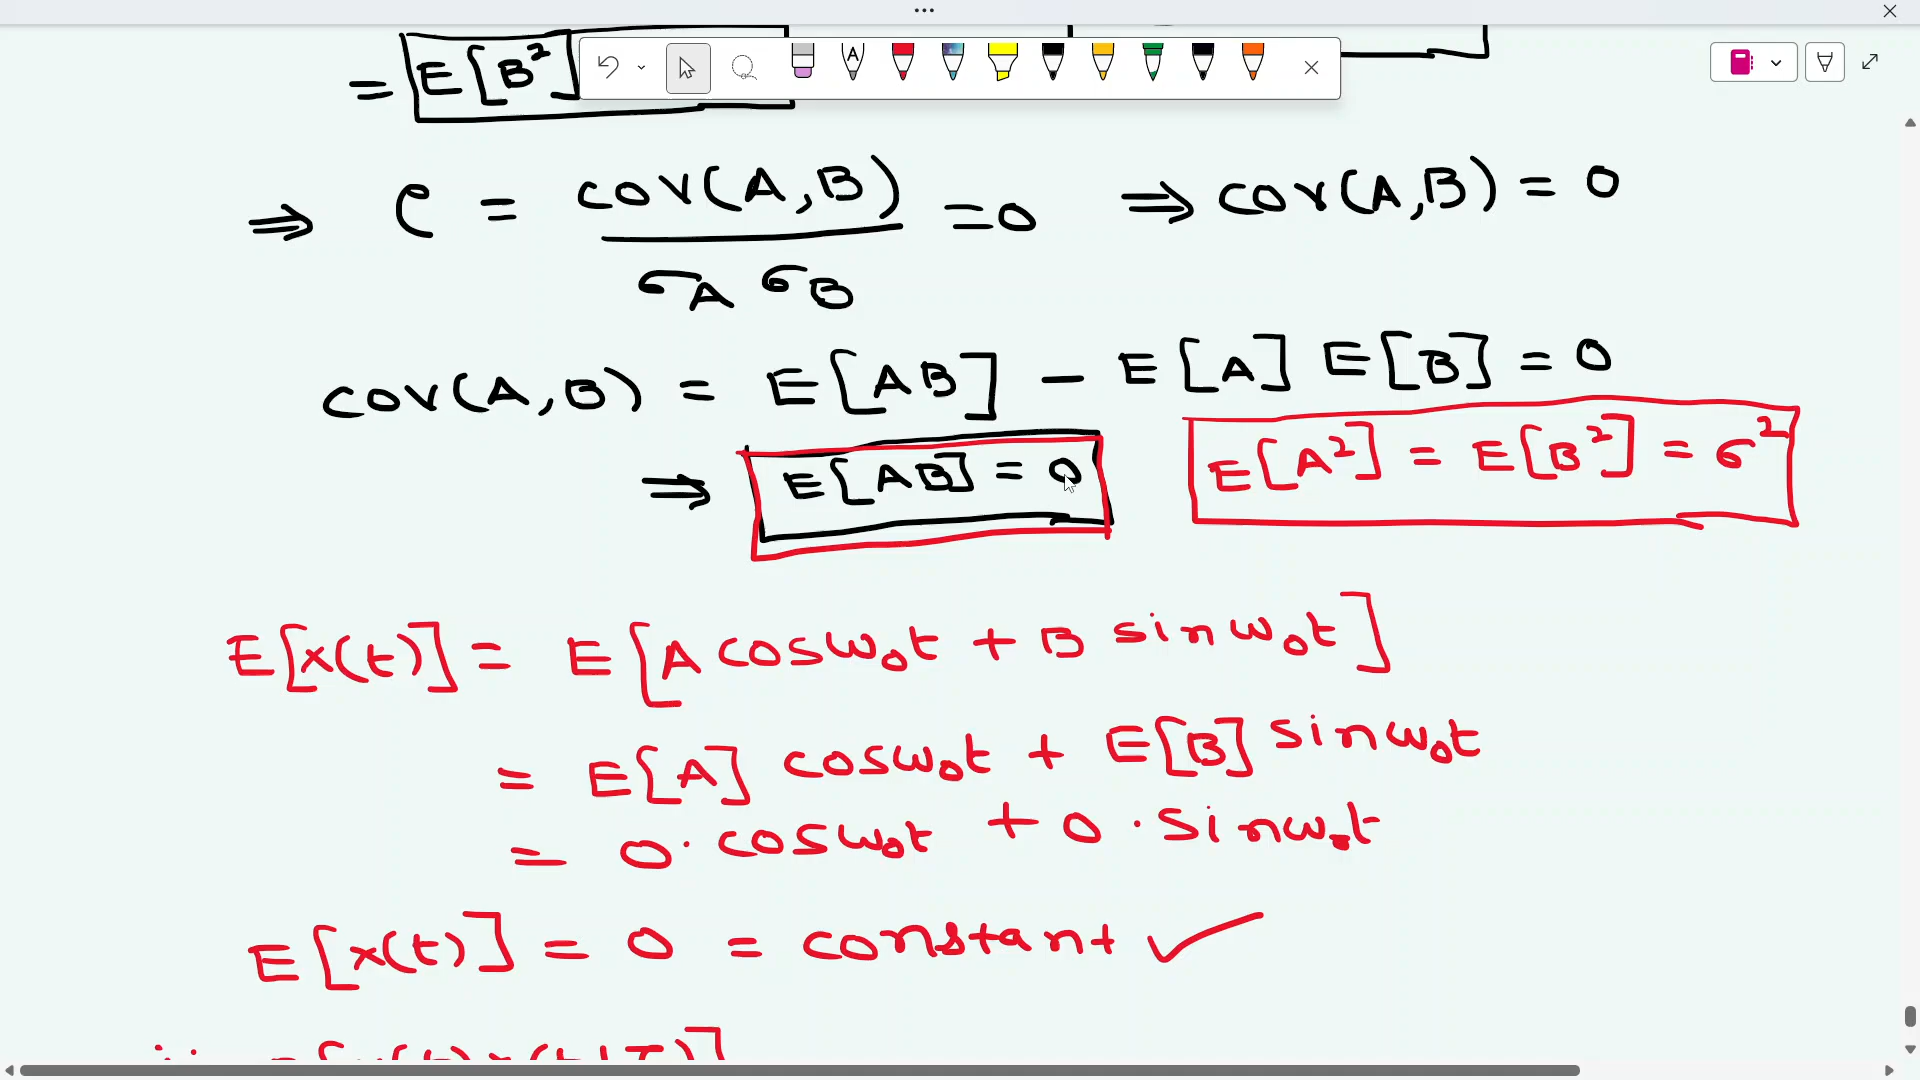 = E[B²]
⇒ ρ = cov(A,B) / σA σB = 0 ⇒ cov(A,B) = 0
cov(A,B) = E[AB] - E[A] E[B] = 0
⇒ E[AB] = 0 E[A²] = E[B²] = σ²
E[x(t)] = E[A cosω₀t + B sinω₀t]
= E[A] cosω₀t + E[B] sinω₀t
= 0 · cosω₀t + 0 · sinω₀t
E[x(t)] = 0 = constant ✓